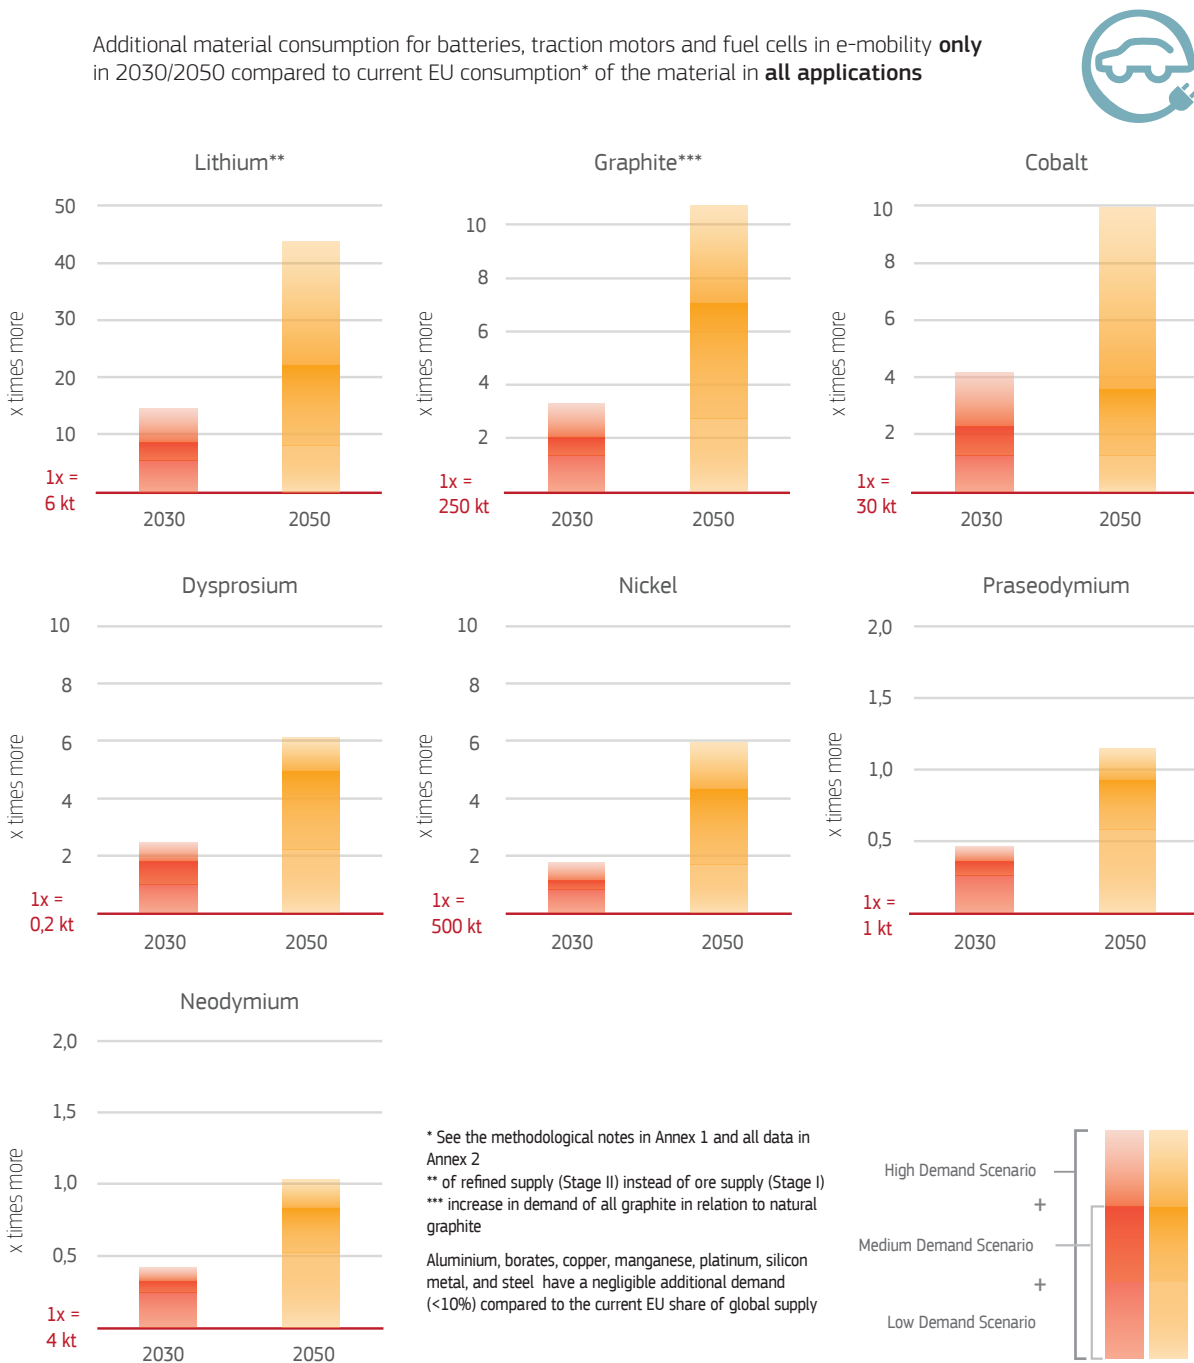 Additional material consumption for batteries, traction motors and fuel cells in e-mobility only
in 2030/2050 compared to current EU consumption* of the material in all applications
Lithium**
50
40
30
20
10
x times more
1x =
6 kt
2030
2050
Graphite***
10
8
6
4
2
x times more
1x =
250 kt
2030
2050
Cobalt
10
8
6
4
2
x times more
1x =
30 kt
2030
2050
Dysprosium
10
8
6
4
2
x times more
1x =
0,2 kt
2030
2050
Nickel
10
8
6
4
2
x times more
1x =
500 kt
2030
2050
Praseodymium
2,0
1,5
1,0
0,5
x times more
1x =
1 kt
2030
2050
Neodymium
2,0
1,5
1,0
0,5
x times more
1x =
4 kt
2030
2050
* See the methodological notes in Annex 1 and all data in
Annex 2
** of refined supply (Stage II) instead of ore supply (Stage I)
*** increase in demand of all graphite in relation to natural
graphite
Aluminium, borates, copper, manganese, platinum, silicon
metal, and steel have a negligible additional demand
(<10%) compared to the current EU share of global supply
High Demand Scenario
+
Medium Demand Scenario
+
Low Demand Scenario